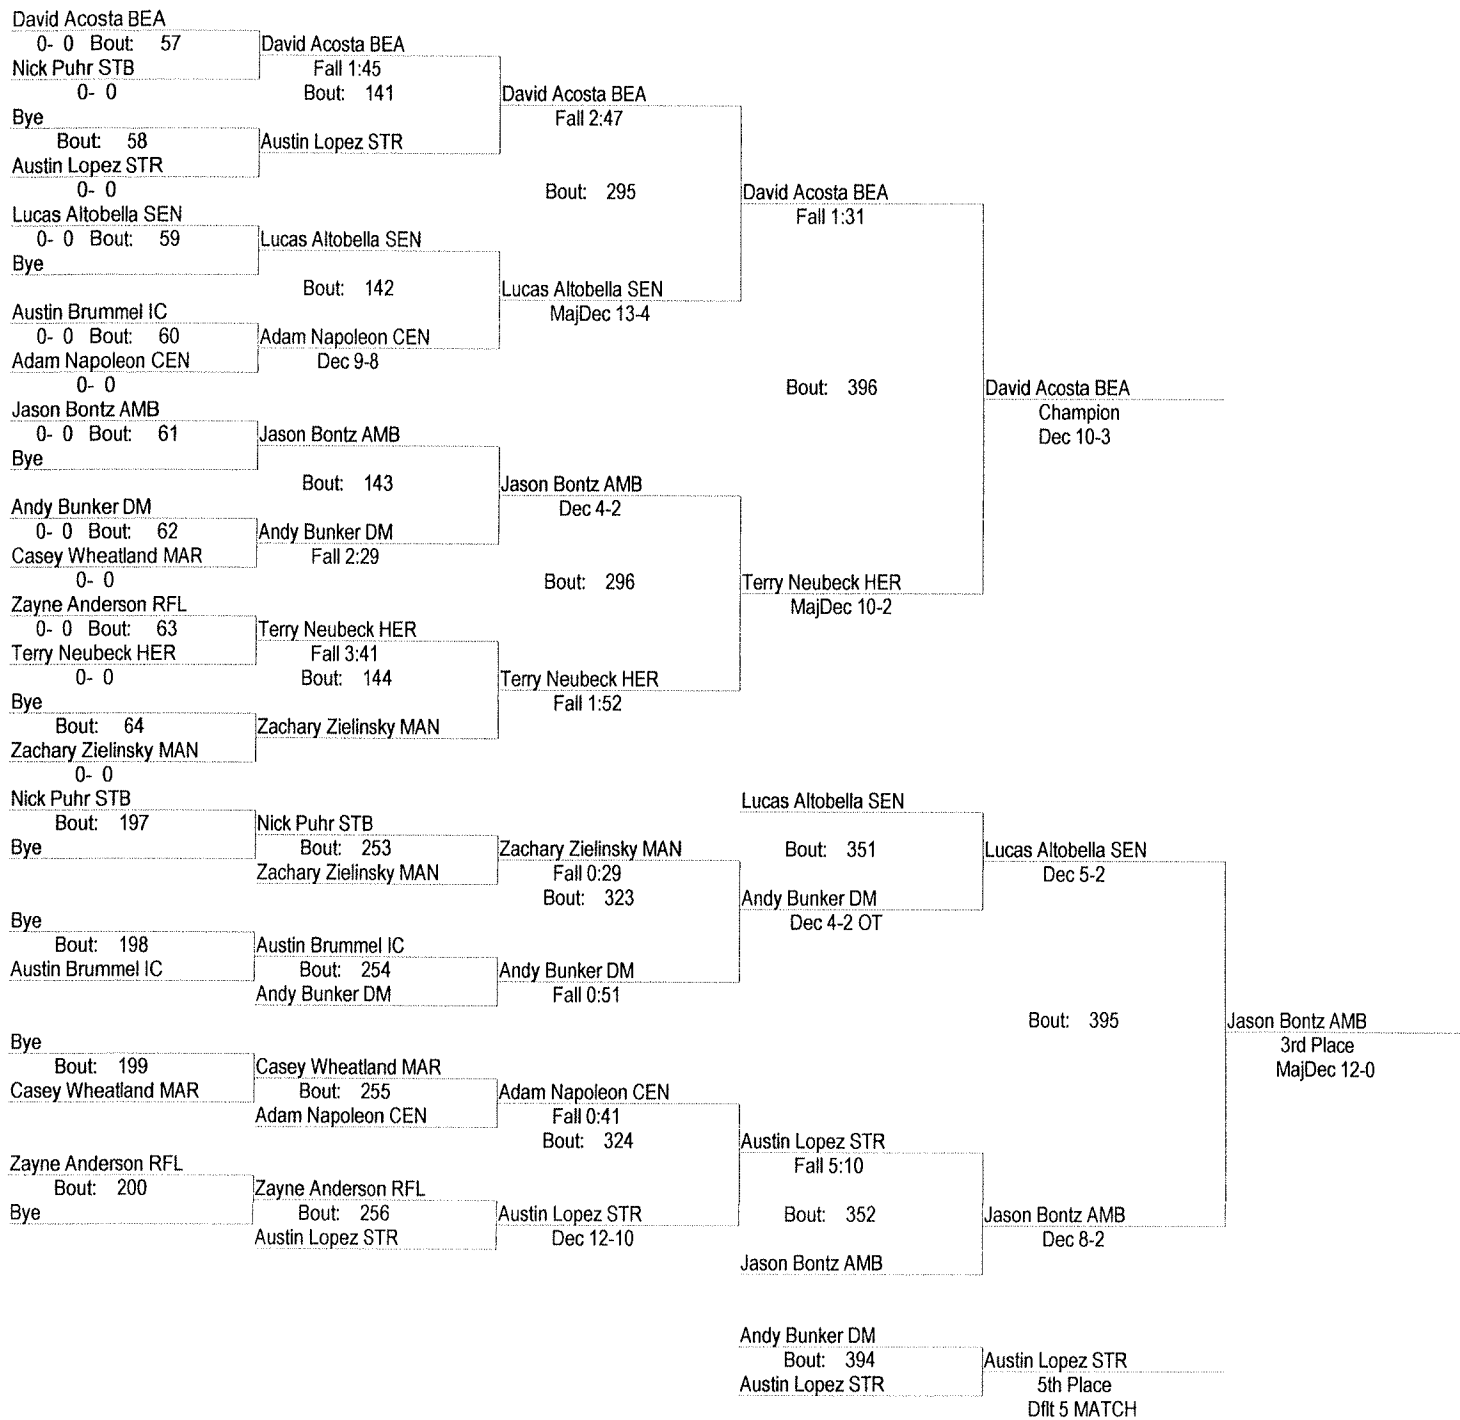 David Acosta BEA
0- 0 Bout: 57
Nick Puhr STB
0- 0
Bye
Bout: 58
Austin Lopez STR
0- 0
Lucas Altobella SEN
0- 0 Bout: 59
Bye
Austin Brummel IC
0- 0 Bout: 60
Adam Napoleon CEN
0- 0
Jason Bontz AMB
0- 0 Bout: 61
Bye
Andy Bunker DM
0- 0 Bout: 62
Casey Wheatland MAR
0- 0
Zayne Anderson RFL
0- 0 Bout: 63
Terry Neubeck HER
0- 0
Bye
Bout: 64
Zachary Zielinsky MAN
0- 0
David Acosta BEA
Fall 1:45
Bout: 141
Austin Lopez STR
Lucas Altobella SEN
Bout: 142
Adam Napoleon CEN
Dec 9-8
Jason Bontz AMB
Bout: 143
Andy Bunker DM
Fall 2:29
Terry Neubeck HER
Fall 3:41
Bout: 144
Zachary Zielinsky MAN
David Acosta BEA
Fall 2:47
Bout: 295
Lucas Altobella SEN
MajDec 13-4
Jason Bontz AMB
Dec 4-2
Bout: 296
Terry Neubeck HER
Fall 1:52
David Acosta BEA
Fall 1:31
Bout: 396
Terry Neubeck HER
MajDec 10-2
David Acosta BEA
Champion
Dec 10-3
Nick Puhr STB
Bout: 197
Bye
Bye
Bout: 198
Austin Brummel IC
Bye
Bout: 199
Casey Wheatland MAR
Zayne Anderson RFL
Bout: 200
Bye
Nick Puhr STB
Bout: 253
Zachary Zielinsky MAN
Austin Brummel IC
Bout: 254
Andy Bunker DM
Casey Wheatland MAR
Bout: 255
Adam Napoleon CEN
Zayne Anderson RFL
Bout: 256
Austin Lopez STR
Zachary Zielinsky MAN
Fall 0:29
Bout: 323
Andy Bunker DM
Fall 0:51
Adam Napoleon CEN
Fall 0:41
Bout: 324
Austin Lopez STR
Dec 12-10
Lucas Altobella SEN
Bout: 351
Andy Bunker DM
Dec 4-2 OT
Austin Lopez STR
Fall 5:10
Bout: 352
Jason Bontz AMB
Lucas Altobella SEN
Dec 5-2
Bout: 395
Jason Bontz AMB
Dec 8-2
Jason Bontz AMB
3rd Place
MajDec 12-0
Andy Bunker DM
Bout: 394
Austin Lopez STR
Austin Lopez STR
5th Place
Dflt 5 MATCH